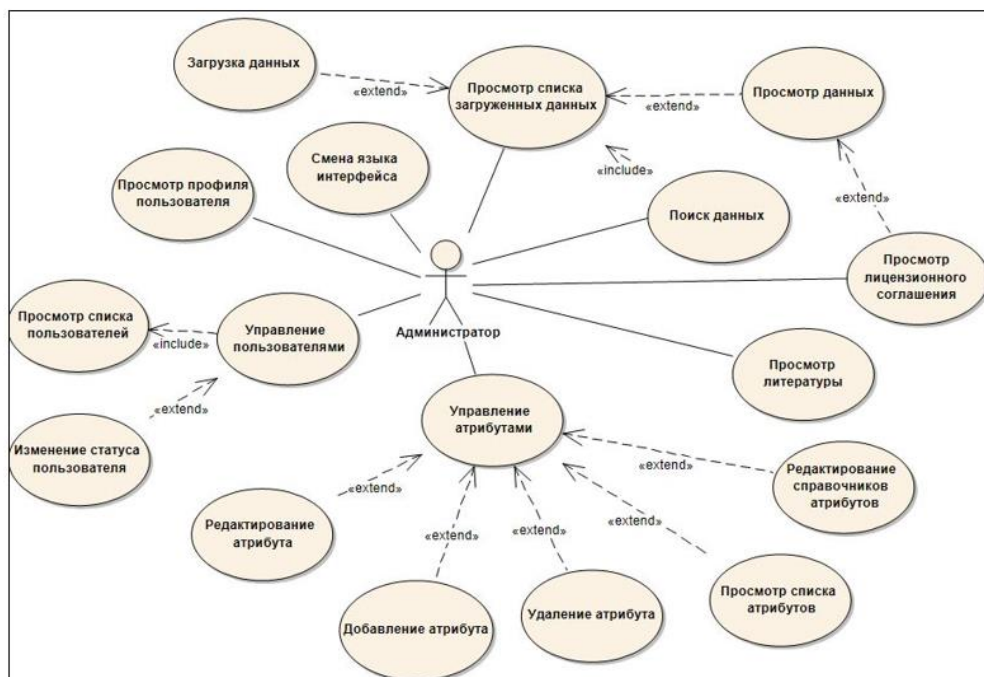 Загрузка данных
«extend»
Просмотр списка
загруженных данных
«extend»
Просмотр данных
Смена языка
интерфейса
«include»
Просмотр профиля
пользователя
Поиск данных
«extend»
Просмотр
лицензионного
соглашения
Просмотр списка
пользователей
«include»
Управление
пользователями
Администратор
Просмотр
литературы
«extend»
Изменение статуса
пользователя
Управление
атрибутами
«extend»
Редактирование
справочников
атрибутов
«extend»
Редактирование
атрибута
«extend»
«extend»
«extend»
Просмотр списка
атрибутов
Добавление атрибута
Удаление атрибута